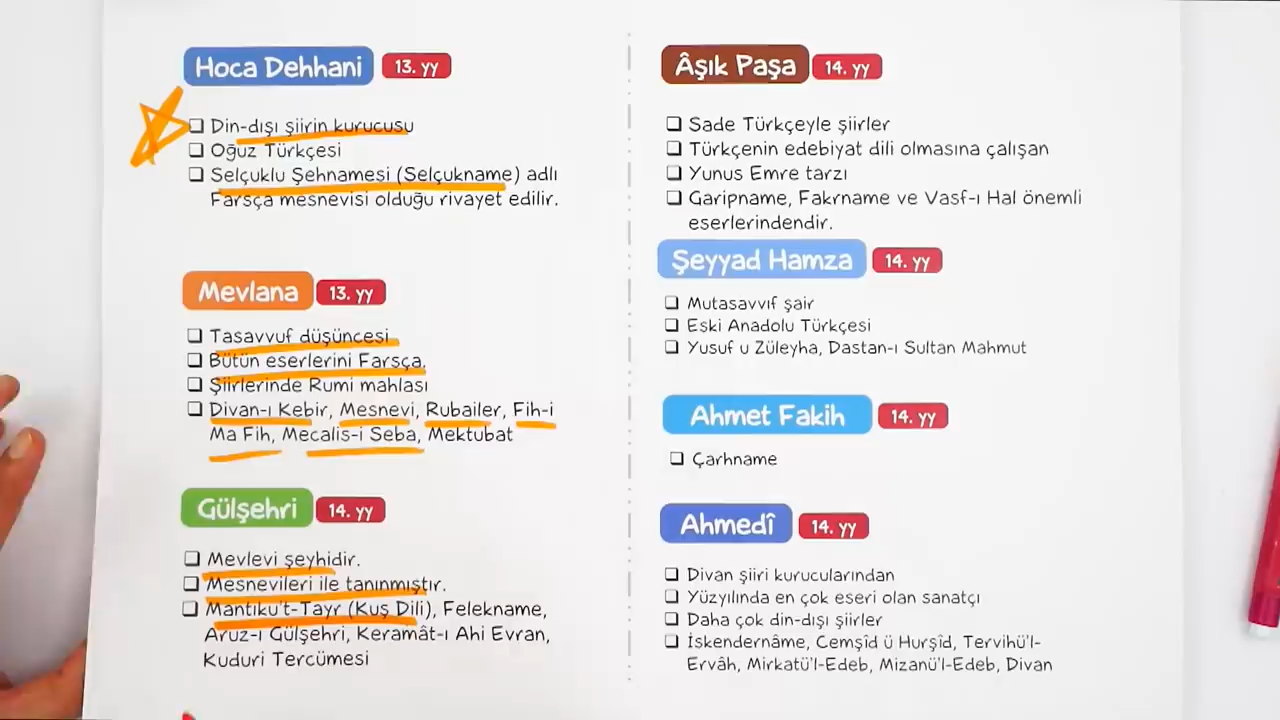 Hoca Dehhani 13. yy
Din-dışı şiirin kurucusu
Oğuz Türkçesi
Selçuklu Şehnamesi (Selçukname) adlı
Farsça mesnevisi olduğu rivayet edilir.
Mevlana 13. yy
Tasavvuf düşüncesi
Bütün eserlerini Farsça,
Şiirlerinde Rumi mahlası
Divan-ı Kebir, Mesnevi, Rubailer, Fih-i
Ma Fih, Mecalis-i Seba, Mektubat
Gülşehri 14. yy
Mevlevi şeyhidir.
Mesnevileri ile tanınmıştır.
Mantıku't-Tayr (Kuş Dili), Felekname,
Aruz-ı Gülşehri, Keramât-ı Ahi Evran,
Kuduri Tercümesi
Âşık Paşa 14. yy
Sade Türkçeyle şiirler
Türkçenin edebiyat dili olmasına çalışan
Yunus Emre tarzı
Garipname, Fakrname ve Vasf-ı Hal önemli
eserlerindendir.
Şeyyad Hamza 14. yy
Mutasavvıf şair
Eski Anadolu Türkçesi
Yusuf u Züleyha, Dastan-ı Sultan Mahmut
Ahmet Fakih 14. yy
Çarhname
Ahmedî 14. yy
Divan şiiri kurucularından
Yüzyılında en çok eseri olan sanatçı
Daha çok din-dışı şiirler
İskendernâme, Cemşîd ü Hurşîd, Tervihü'l-
Ervâh, Mirkatü'l-Edeb, Mizanü'l-Edeb, Divan